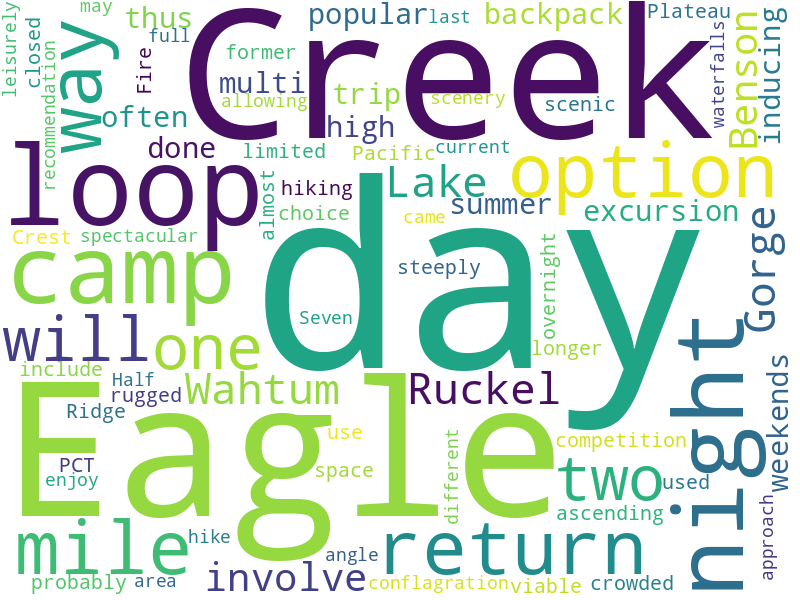 may
thus
full
popular
last
backpack
Plateau
leisurely
closed
recommendation
way
Fire
former
multi
allowing
often
Creek
trip
scenery
high
scenic
waterfalls
Benson
inducing
done
limited
Pacific
current
loop
almost
hiking
choice
Lake
summer
option
came
excursion
Crest
spectacular
camp
day
steeply
Seven
overnight
longer
Gorge
will
one
include
Half
rugged
Wahtum
Ridge
Ruckel
night
weekends
Eagle
use
space
different
competition
PCT
enjoy
two
used
ascending
approach
mile
hike
return
angle
involve
probably
area
conflagration
viable
crowded